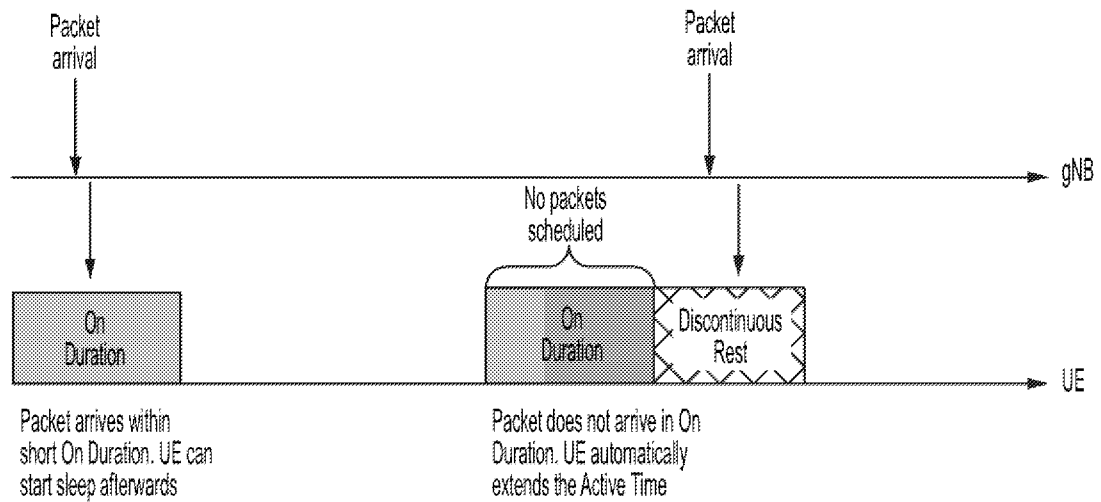 Packet
arrival
Packet
arrival
gNB
No packets
scheduled
On
Duration
On
Duration
Discontinuous
Rest
UE
Packet arrives within
short On Duration. UE can
start sleep afterwards
Packet does not arrive in On
Duration. UE automatically
extends the Active Time